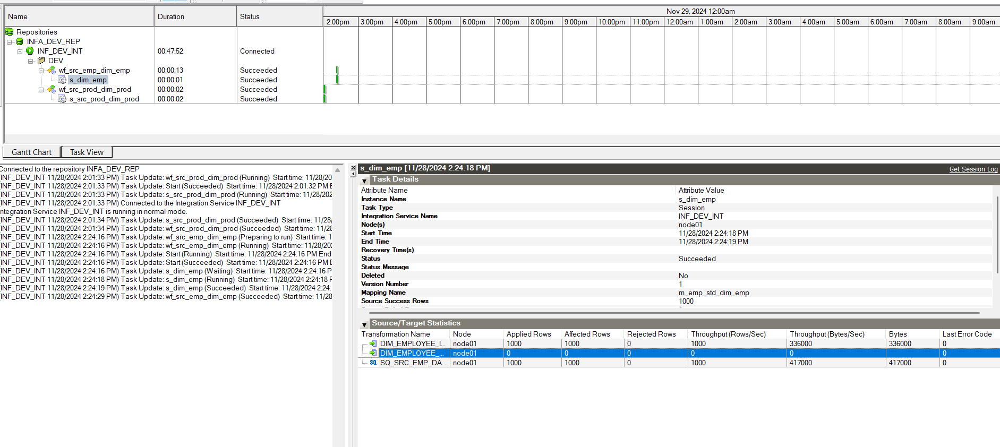 Nov 29, 2024 12:00am
Name Duration Status 2:00pm 3:00pm 4:00pm 5:00pm 6:00pm 7:00pm 8:00pm 9:00pm 10:00pm 11:00pm 12:00am 1:00am 2:00am 3:00am 4:00am 5:00am 6:00am 7:00am 8:00am 9:00am
Repositories
INFA_DEV_REP
INF_DEV_INT 00:47:52 Connected
DEV
wf_src_emp_dim_emp 00:00:13 Succeeded
s_dim_emp 00:00:01 Succeeded
wf_src_prod_dim_prod 00:00:02 Succeeded
s_src_prod_dim_prod 00:00:02 Succeeded
Gantt Chart Task View
Connected to the repository INFA_DEV_REP
INF_DEV_INT 11/28/2024 2:01:33 PM) Task Update: wf_src_prod_dim_prod (Running) Start time: 11/28/20
INF_DEV_INT 11/28/2024 2:01:33 PM) Task Update: Start (Succeeded) Start time: 11/28/2024 2:01:32 PM E
INF_DEV_INT 11/28/2024 2:01:33 PM) Task Update: s_src_prod_dim_prod (Running) Start time: 11/28/202
INF_DEV_INT 11/28/2024 2:01:33 PM) Connected to the Integration Service INF_DEV_INT
ntegration Service INF_DEV_INT is running in normal mode.
INF_DEV_INT 11/28/2024 2:01:34 PM) Task Update: s_src_prod_dim_prod (Succeeded) Start time: 11/28/
INF_DEV_INT 11/28/2024 2:01:34 PM) Task Update: wf_src_prod_dim_prod (Succeeded) Start time: 11/28
INF_DEV_INT 11/28/2024 2:24:16 PM) Task Update: wf_src_emp_dim_emp (Preparing to run) Start time: 1
INF_DEV_INT 11/28/2024 2:24:16 PM) Task Update: wf_src_emp_dim_emp (Running) Start time: 11/28/202
INF_DEV_INT 11/28/2024 2:24:16 PM) Task Update: Start (Running) Start time: 11/28/2024 2:24:16 PM End
INF_DEV_INT 11/28/2024 2:24:16 PM) Task Update: Start (Succeeded) Start time: 11/28/2024 2:24:16 PM E
INF_DEV_INT 11/28/2024 2:24:16 PM) Task Update: s_dim_emp (Waiting) Start time: 11/28/2024 2:24:16 P
INF_DEV_INT 11/28/2024 2:24:18 PM) Task Update: s_dim_emp (Running) Start time: 11/28/2024 2:24:18 F
INF_DEV_INT 11/28/2024 2:24:19 PM) Task Update: s_dim_emp (Succeeded) Start time: 11/28/2024 2:24:
INF_DEV_INT 11/28/2024 2:24:29 PM) Task Update: wf_src_emp_dim_emp (Succeeded) Start time: 11/28
s_dim_emp [11/28/2024 2:24:18 PM] Get Session Log
Task Details
Attribute Name Attribute Value
Instance Name s_dim_emp
Task Type Session
Integration Service Name INF_DEV_INT
Node(s) node01
Start Time 11/28/2024 2:24:18 PM
End Time 11/28/2024 2:24:19 PM
Recovery Time(s)
Status Succeeded
Status Message
Deleted No
Version Number 1
Mapping Name m_emp_std_dim_emp
Source Success Rows 1000
Source/Target Statistics
Transformation Name Node Applied Rows Affected Rows Rejected Rows Throughput (Rows/Sec) Throughput (Bytes/Sec) Bytes Last Error Code
DIM_EMPLOYEE_I... node01 1000 1000 0 1000 336000 336000 0
DIM_EMPLOYEE_... node01 0 0 0 0 0 0 0
SQ SQ_SRC_EMP_DA... node01 1000 1000 0 1000 417000 417000 0